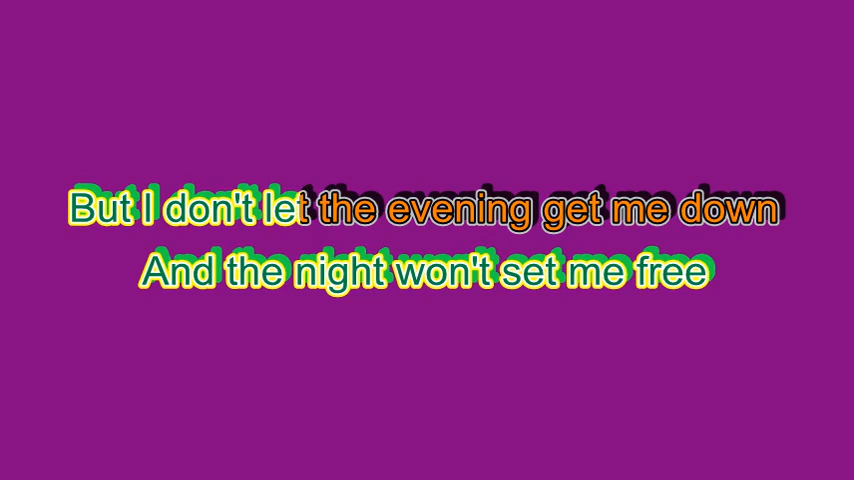 But I don't let the evening get me down
And the night won't set me free